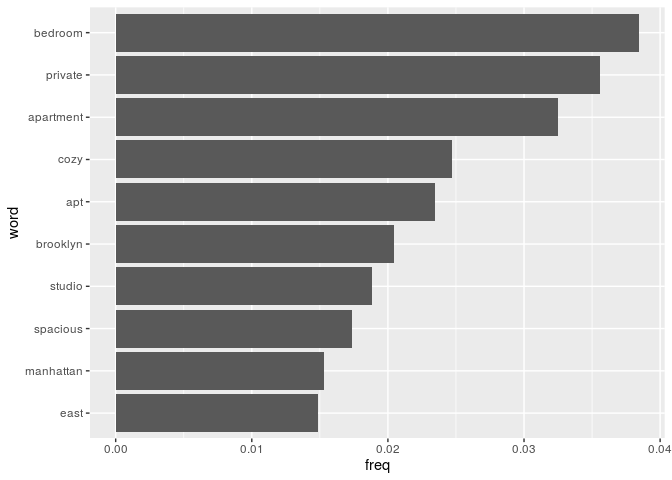 bedroom
private
apartment
cozy
apt
brooklyn
studio
spacious
manhattan
east
word
0.00 0.01 0.02 0.03 0.04
freq